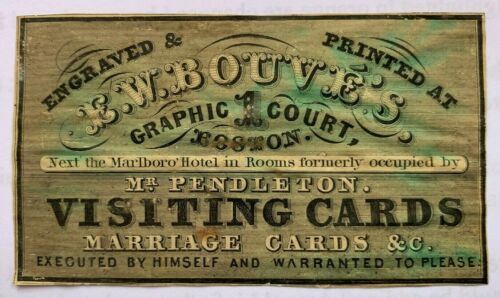 ENGRAVED & PRINTED AT
E.W. BOUVÉ'S,
GRAPHIC 1 COURT,
BOSTON.
Next the Marlboro' Hotel in Rooms formerly occupied by
MR. PENDLETON.
VISITING CARDS
MARRIAGE CARDS &C.
EXECUTED BY HIMSELF AND WARRANTED TO PLEASE: